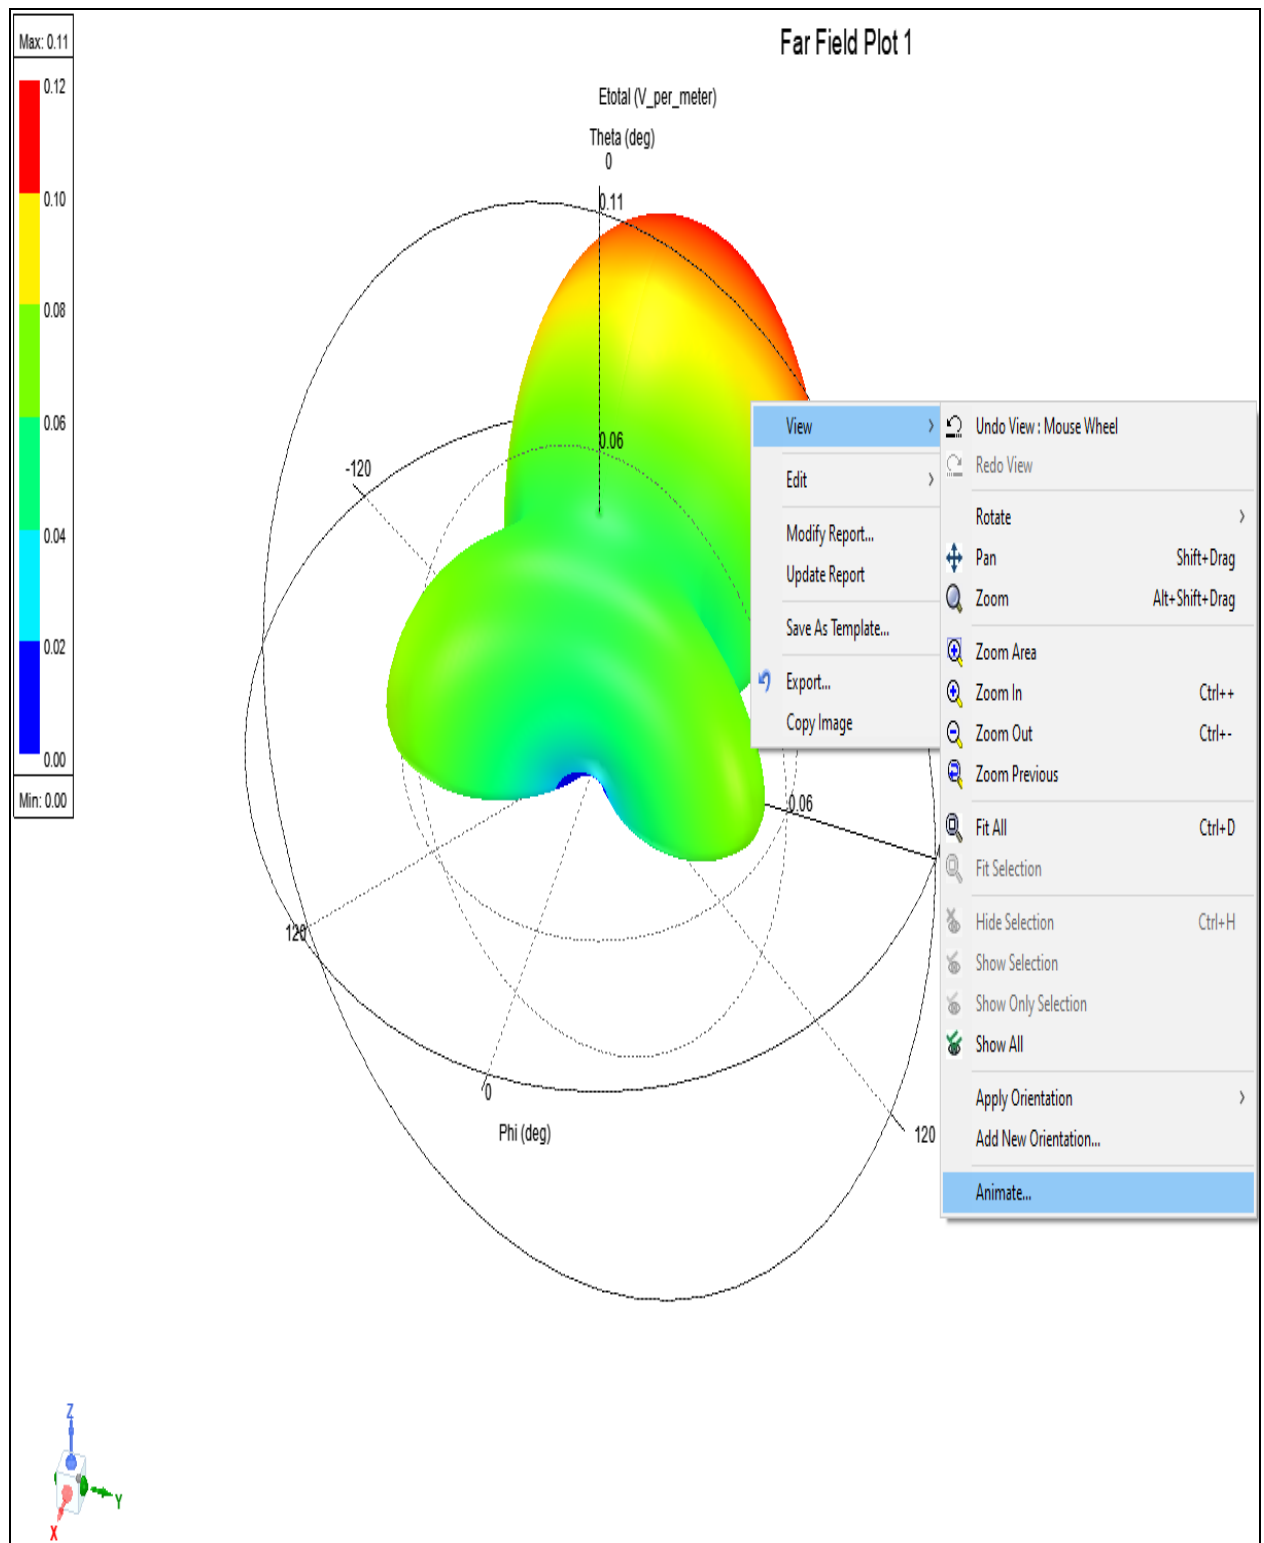 Far Field Plot 1
Max: 0.11
0.12
0.10
0.08
0.06
0.04
0.02
0.00
Min: 0.00
Etotal (V_per_meter)
Theta (deg)
0
0.11
0.06
-120
0.06
120
120
0
Phi (deg)
View
Edit
Modify Report...
Update Report
Save As Template...
Export...
Copy Image
Undo View : Mouse Wheel
Redo View
Rotate
Pan Shift+Drag
Zoom Alt+Shift+Drag
Zoom Area
Zoom In Ctrl++
Zoom Out Ctrl+-
Zoom Previous
Fit All Ctrl+D
Fit Selection
Hide Selection Ctrl+H
Show Selection
Show Only Selection
Show All
Apply Orientation
Add New Orientation...
Animate...
Z
Y
X